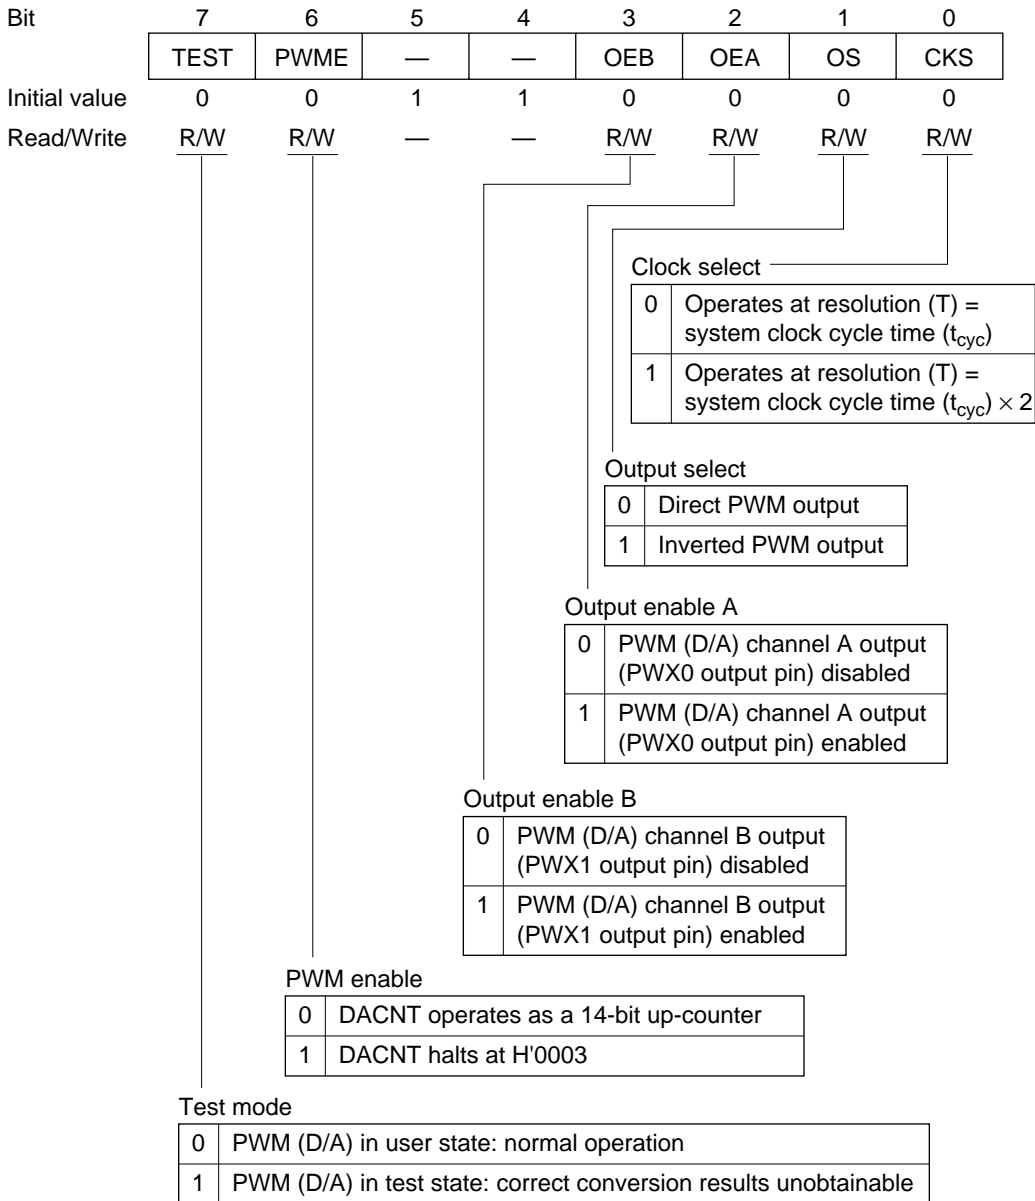 Bit 7 6 5 4 3 2 1 0
TEST PWME — — OEB OEA OS CKS
Initial value 0 0 1 1 0 0 0 0
Read/Write R/W R/W — — R/W R/W R/W R/W
Clock select
0 Operates at resolution (T) =
system clock cycle time (tcyc)
1 Operates at resolution (T) =
system clock cycle time (tcyc) × 2
Output select
0 Direct PWM output
1 Inverted PWM output
Output enable A
0 PWM (D/A) channel A output
(PWX0 output pin) disabled
1 PWM (D/A) channel A output
(PWX0 output pin) enabled
Output enable B
0 PWM (D/A) channel B output
(PWX1 output pin) disabled
1 PWM (D/A) channel B output
(PWX1 output pin) enabled
PWM enable
0 DACNT operates as a 14-bit up-counter
1 DACNT halts at H'0003
Test mode
0 PWM (D/A) in user state: normal operation
1 PWM (D/A) in test state: correct conversion results unobtainable